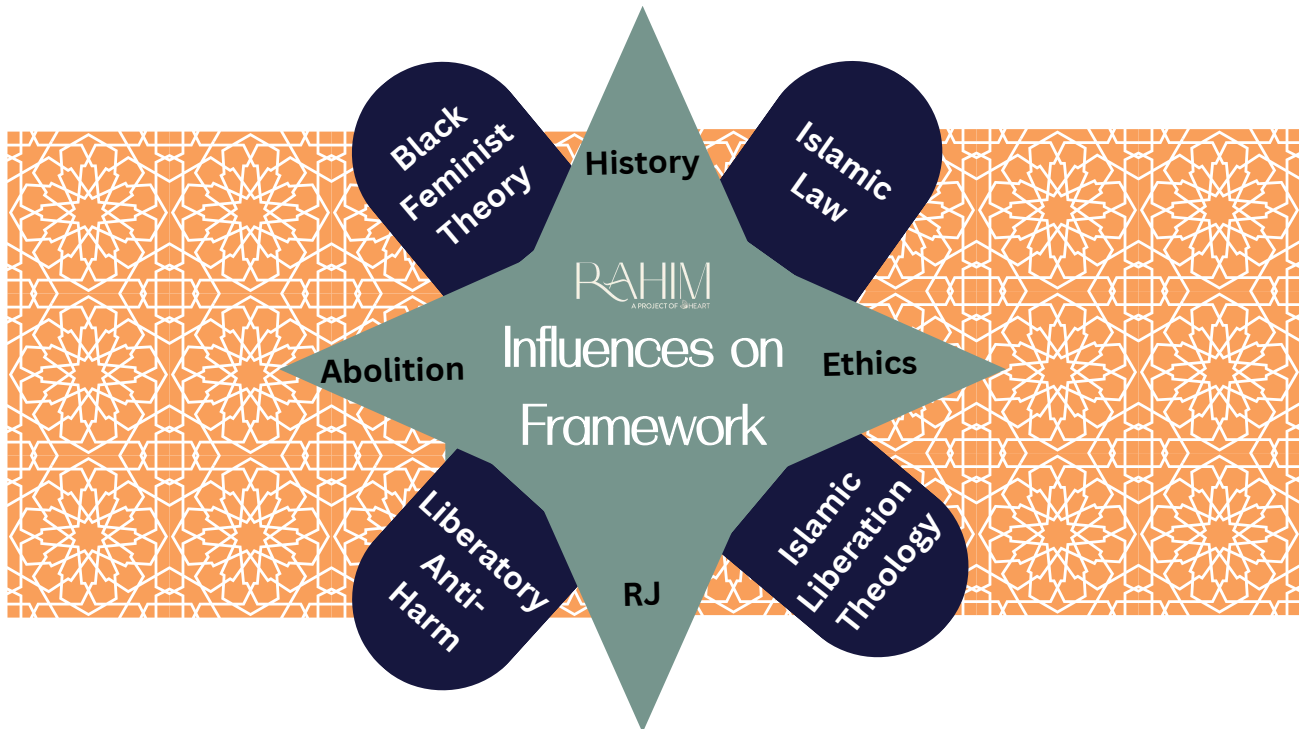 Black
Feminist
Theory
History
Islamic
Law
RAHIM
A PROJECT OF HEART
Influences on
Framework
Abolition
Ethics
Liberatory
Anti-
Harm
RJ
Islamic
Liberation
Theology